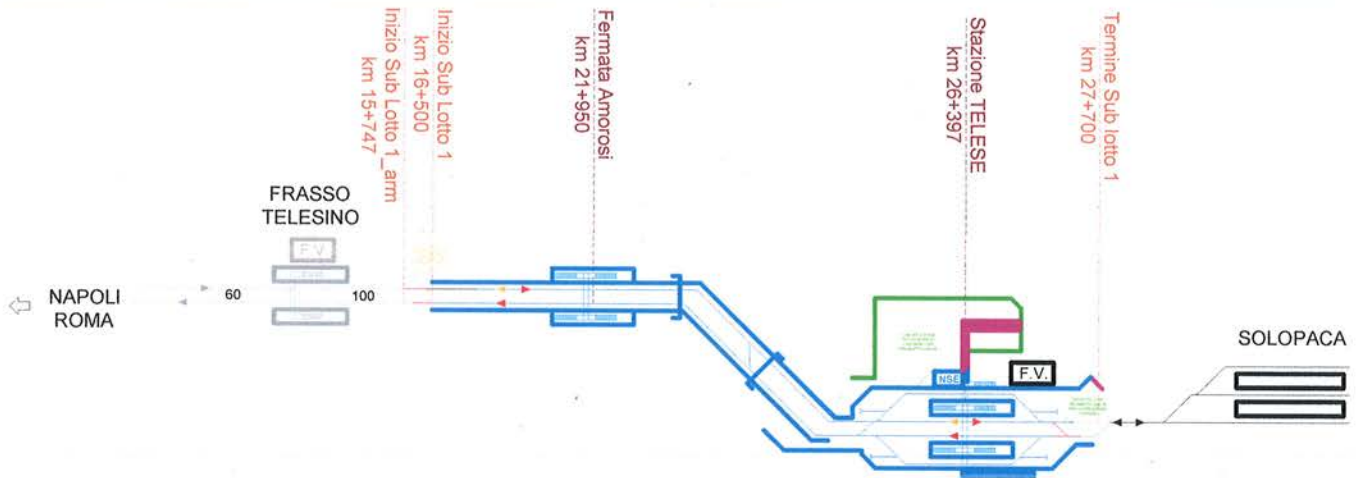 Inizio Sub Lotto 1_arm
km 15+747
Inizio Sub Lotto 1
km 16+500
Fermata Amorosi
km 21+950
Stazione TELESE
km 26+397
Termine Sub lotto 1
km 27+700
FRASSO
TELESINO
F.V.
60
100
NAPOLI
ROMA
NSE
F.V.
SOLOPACA